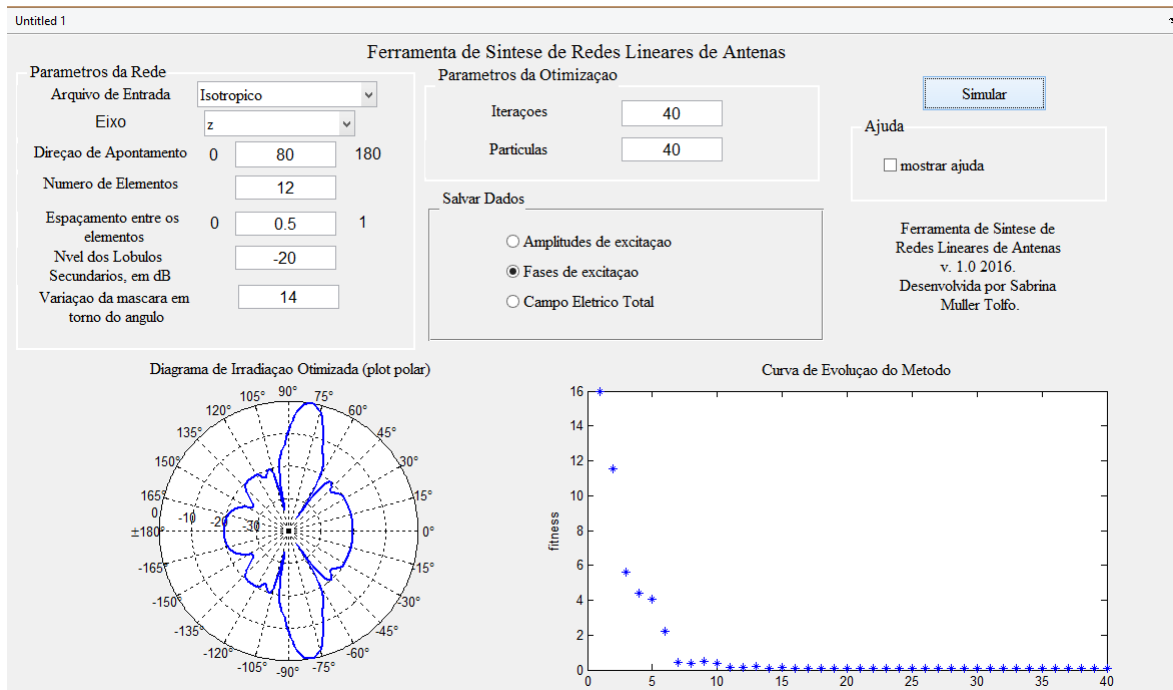 Untitled 1
Ferramenta de Sintese de Redes Lineares de Antenas
Parametros da Rede
Arquivo de Entrada
Isotropico
Eixo
z
Direçao de Apontamento
0
80
180
Numero de Elementos
12
Espaçamento entre os
elementos
0
0.5
1
Nvel dos Lobulos
Secundarios, em dB
-20
Variaçao da mascara em
torno do angulo
14
Parametros da Otimizaçao
Iteraçoes
40
Particulas
40
Salvar Dados
Amplitudes de excitaçao
Fases de excitaçao
Campo Eletrico Total
Simular
Ajuda
mostrar ajuda
Ferramenta de Sintese de
Redes Lineares de Antenas
v. 1.0 2016.
Desenvolvida por Sabrina
Muller Tolfo.
Diagrama de Irradiaçao Otimizada (plot polar)
90°
105°
75°
120°
60°
135°
45°
150°
30°
165°
15°
0
-10
-20
-30
±180°
0°
-165°
-15°
-150°
-30°
-135°
-45°
-120°
-60°
-105°
-75°
-90°
Curva de Evoluçao do Metodo
16
14
12
10
8
6
4
2
0
fitness
0
5
10
15
20
25
30
35
40